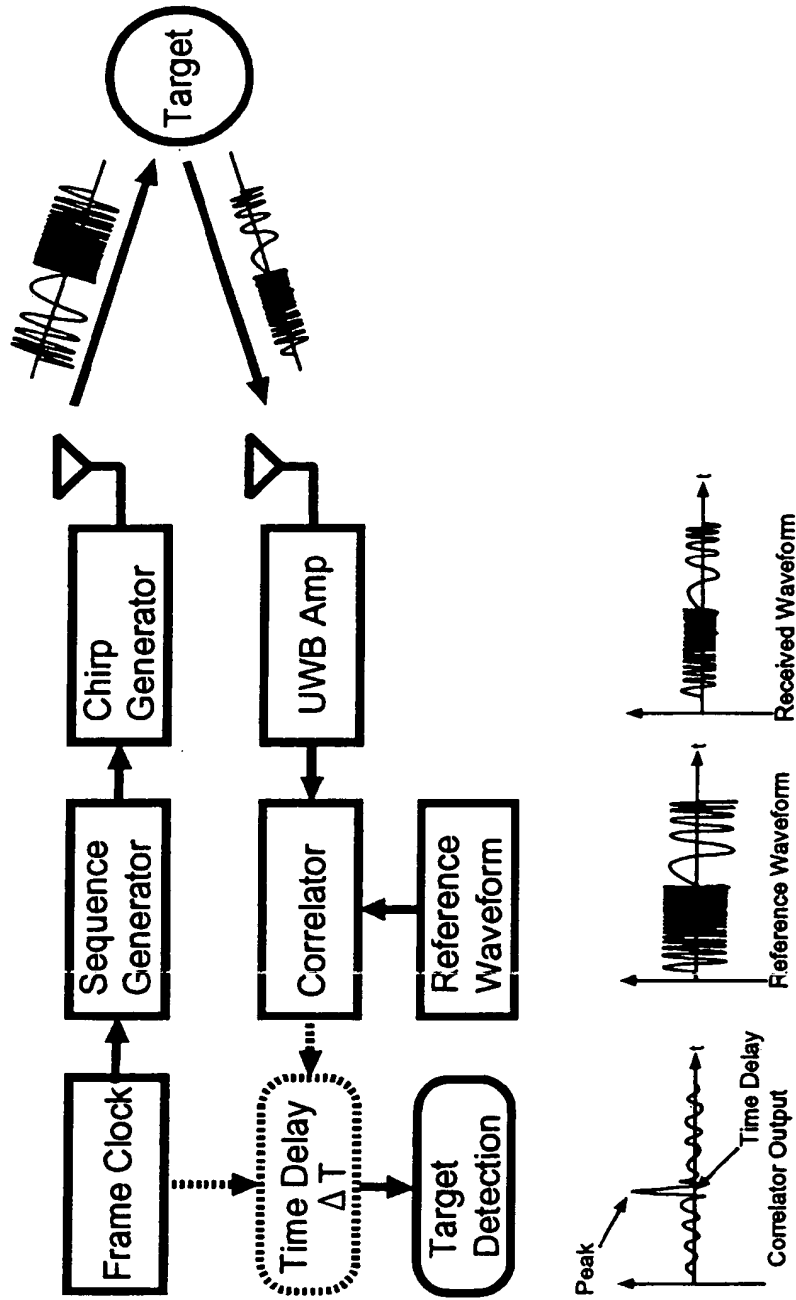 Frame Clock
Sequence
Generator
Chirp
Generator
Target
Time Delay
Δ T
Correlator
UWB Amp
Target
Detection
Reference
Waveform
Peak
t
Time Delay
Correlator Output
t
Reference Waveform
t
Received Waveform